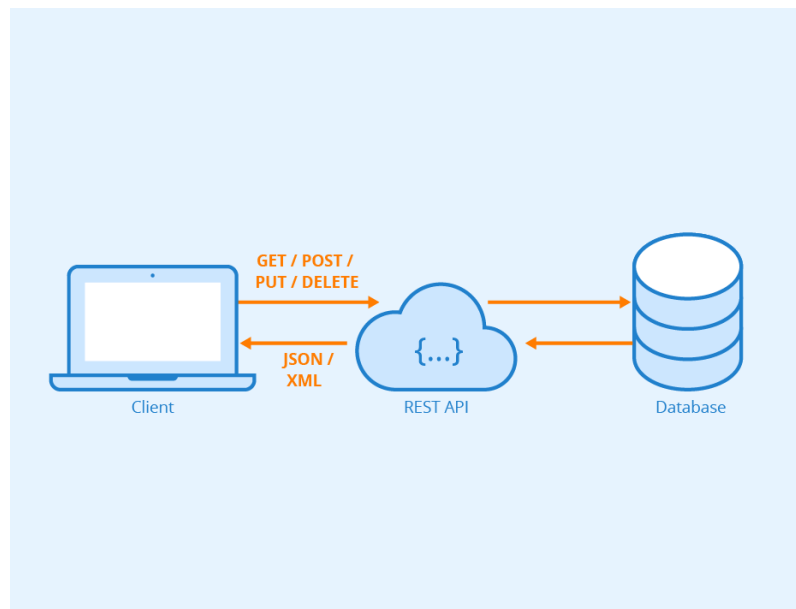 GET / POST /
PUT / DELETE
{...}
JSON /
XML
Client
REST API
Database